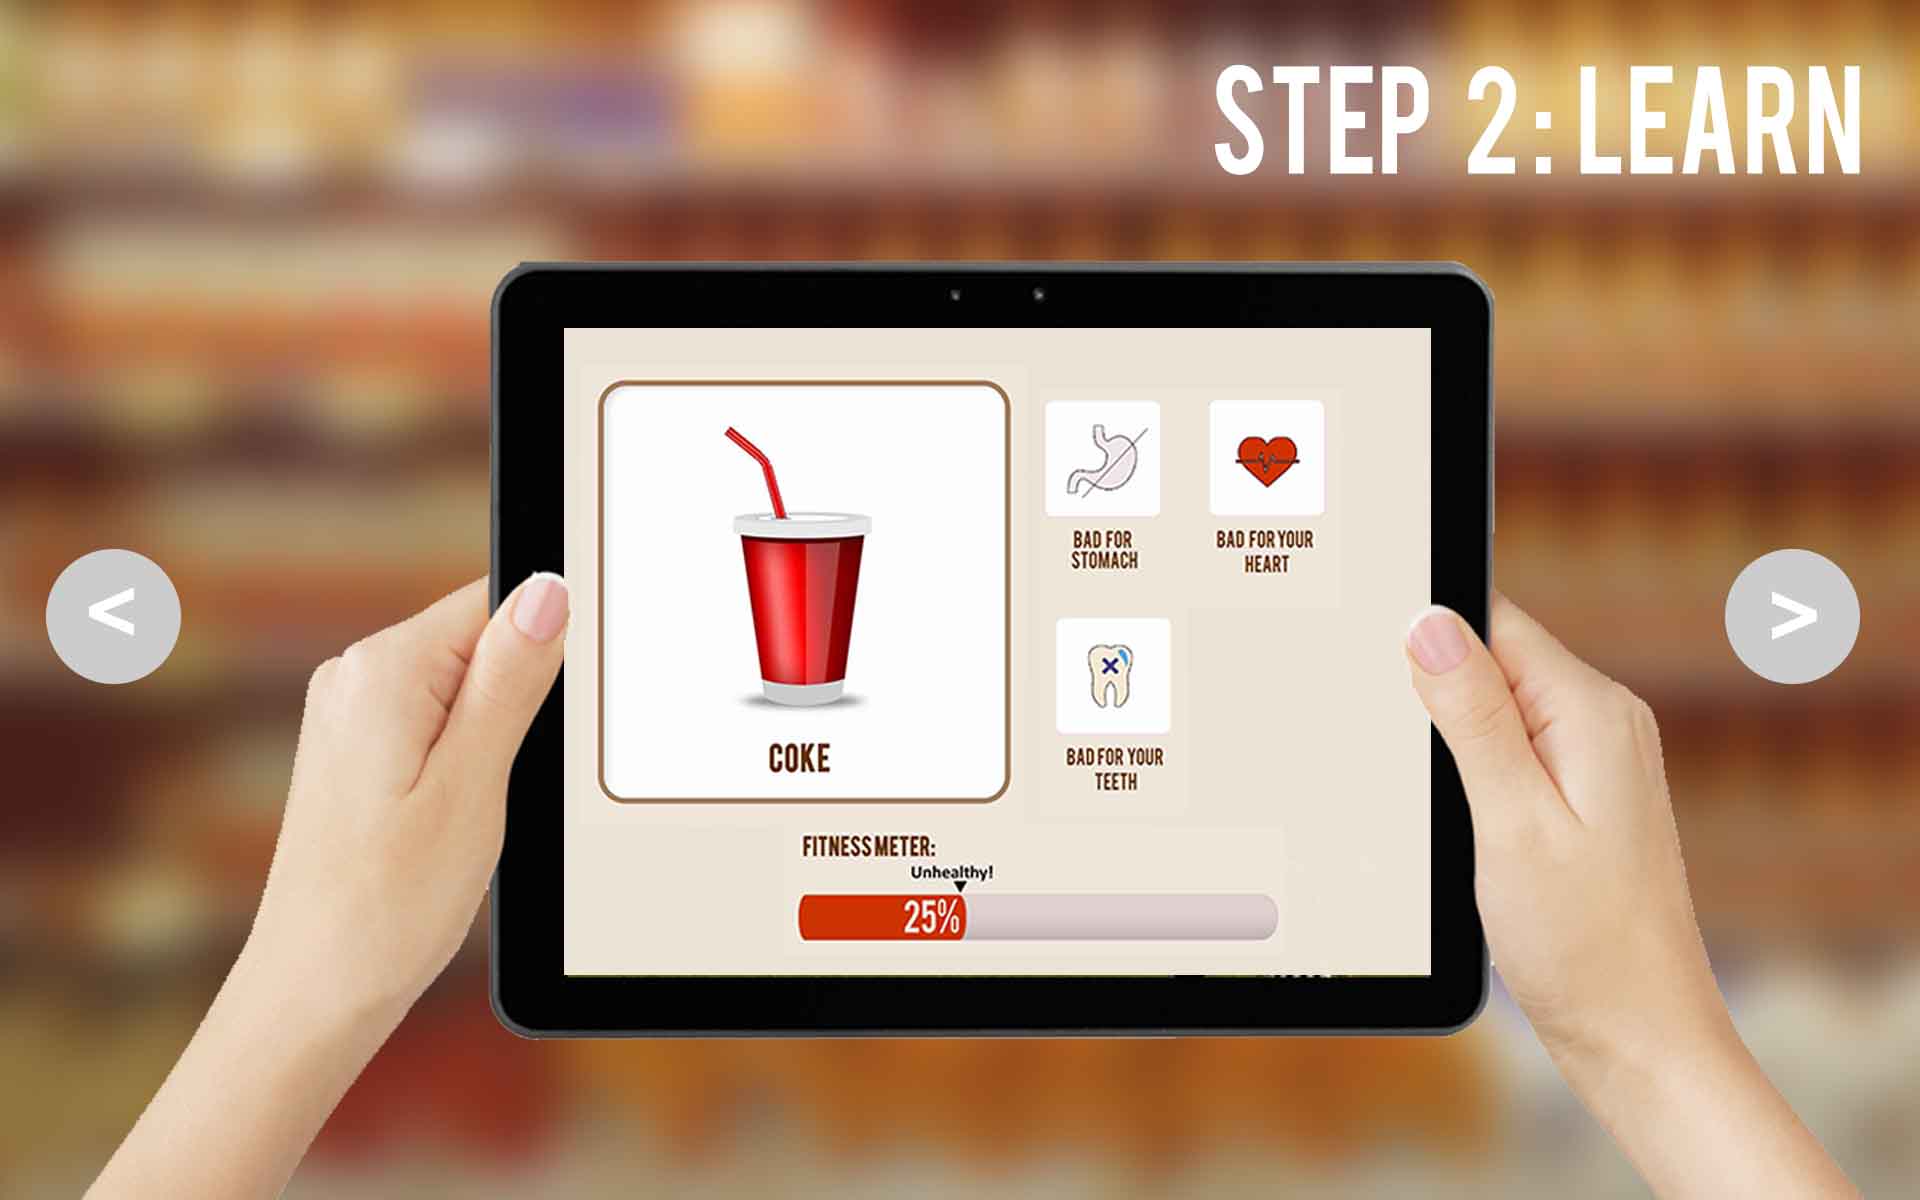 STEP 2: LEARN
<
>
COKE
BAD FOR
STOMACH
BAD FOR YOUR
HEART
BAD FOR YOUR
TEETH
FITNESS METER:
Unhealthy!
25%